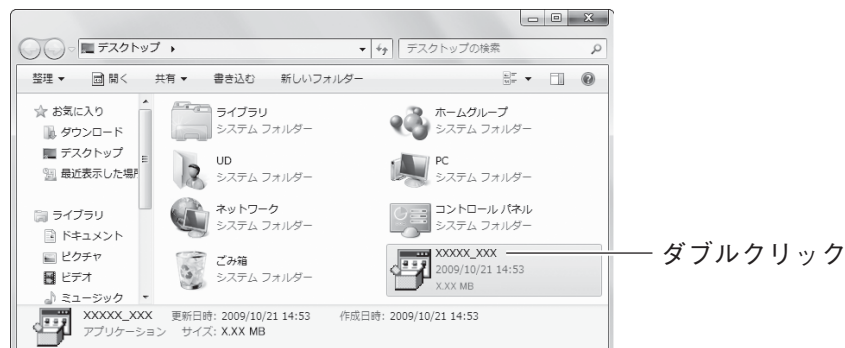 デスクトップ
デスクトップの検索
整理
開く
共有
書き込む
新しいフォルダー
お気に入り
ダウンロード
デスクトップ
最近表示した場所
ライブラリ
ドキュメント
ピクチャ
ビデオ
ミュージック
ライブラリ
システム フォルダー
ホームグループ
システム フォルダー
UD
システム フォルダー
PC
システム フォルダー
ネットワーク
システム フォルダー
コントロール パネル
システム フォルダー
ごみ箱
システム フォルダー
XXXXX_XXX
2009/10/21 14:53
X.XX MB
ダブルクリック
XXXXX_XXX 更新日時: 2009/10/21 14:53 作成日時: 2009/10/21 14:53
アプリケーション サイズ: X.XX MB